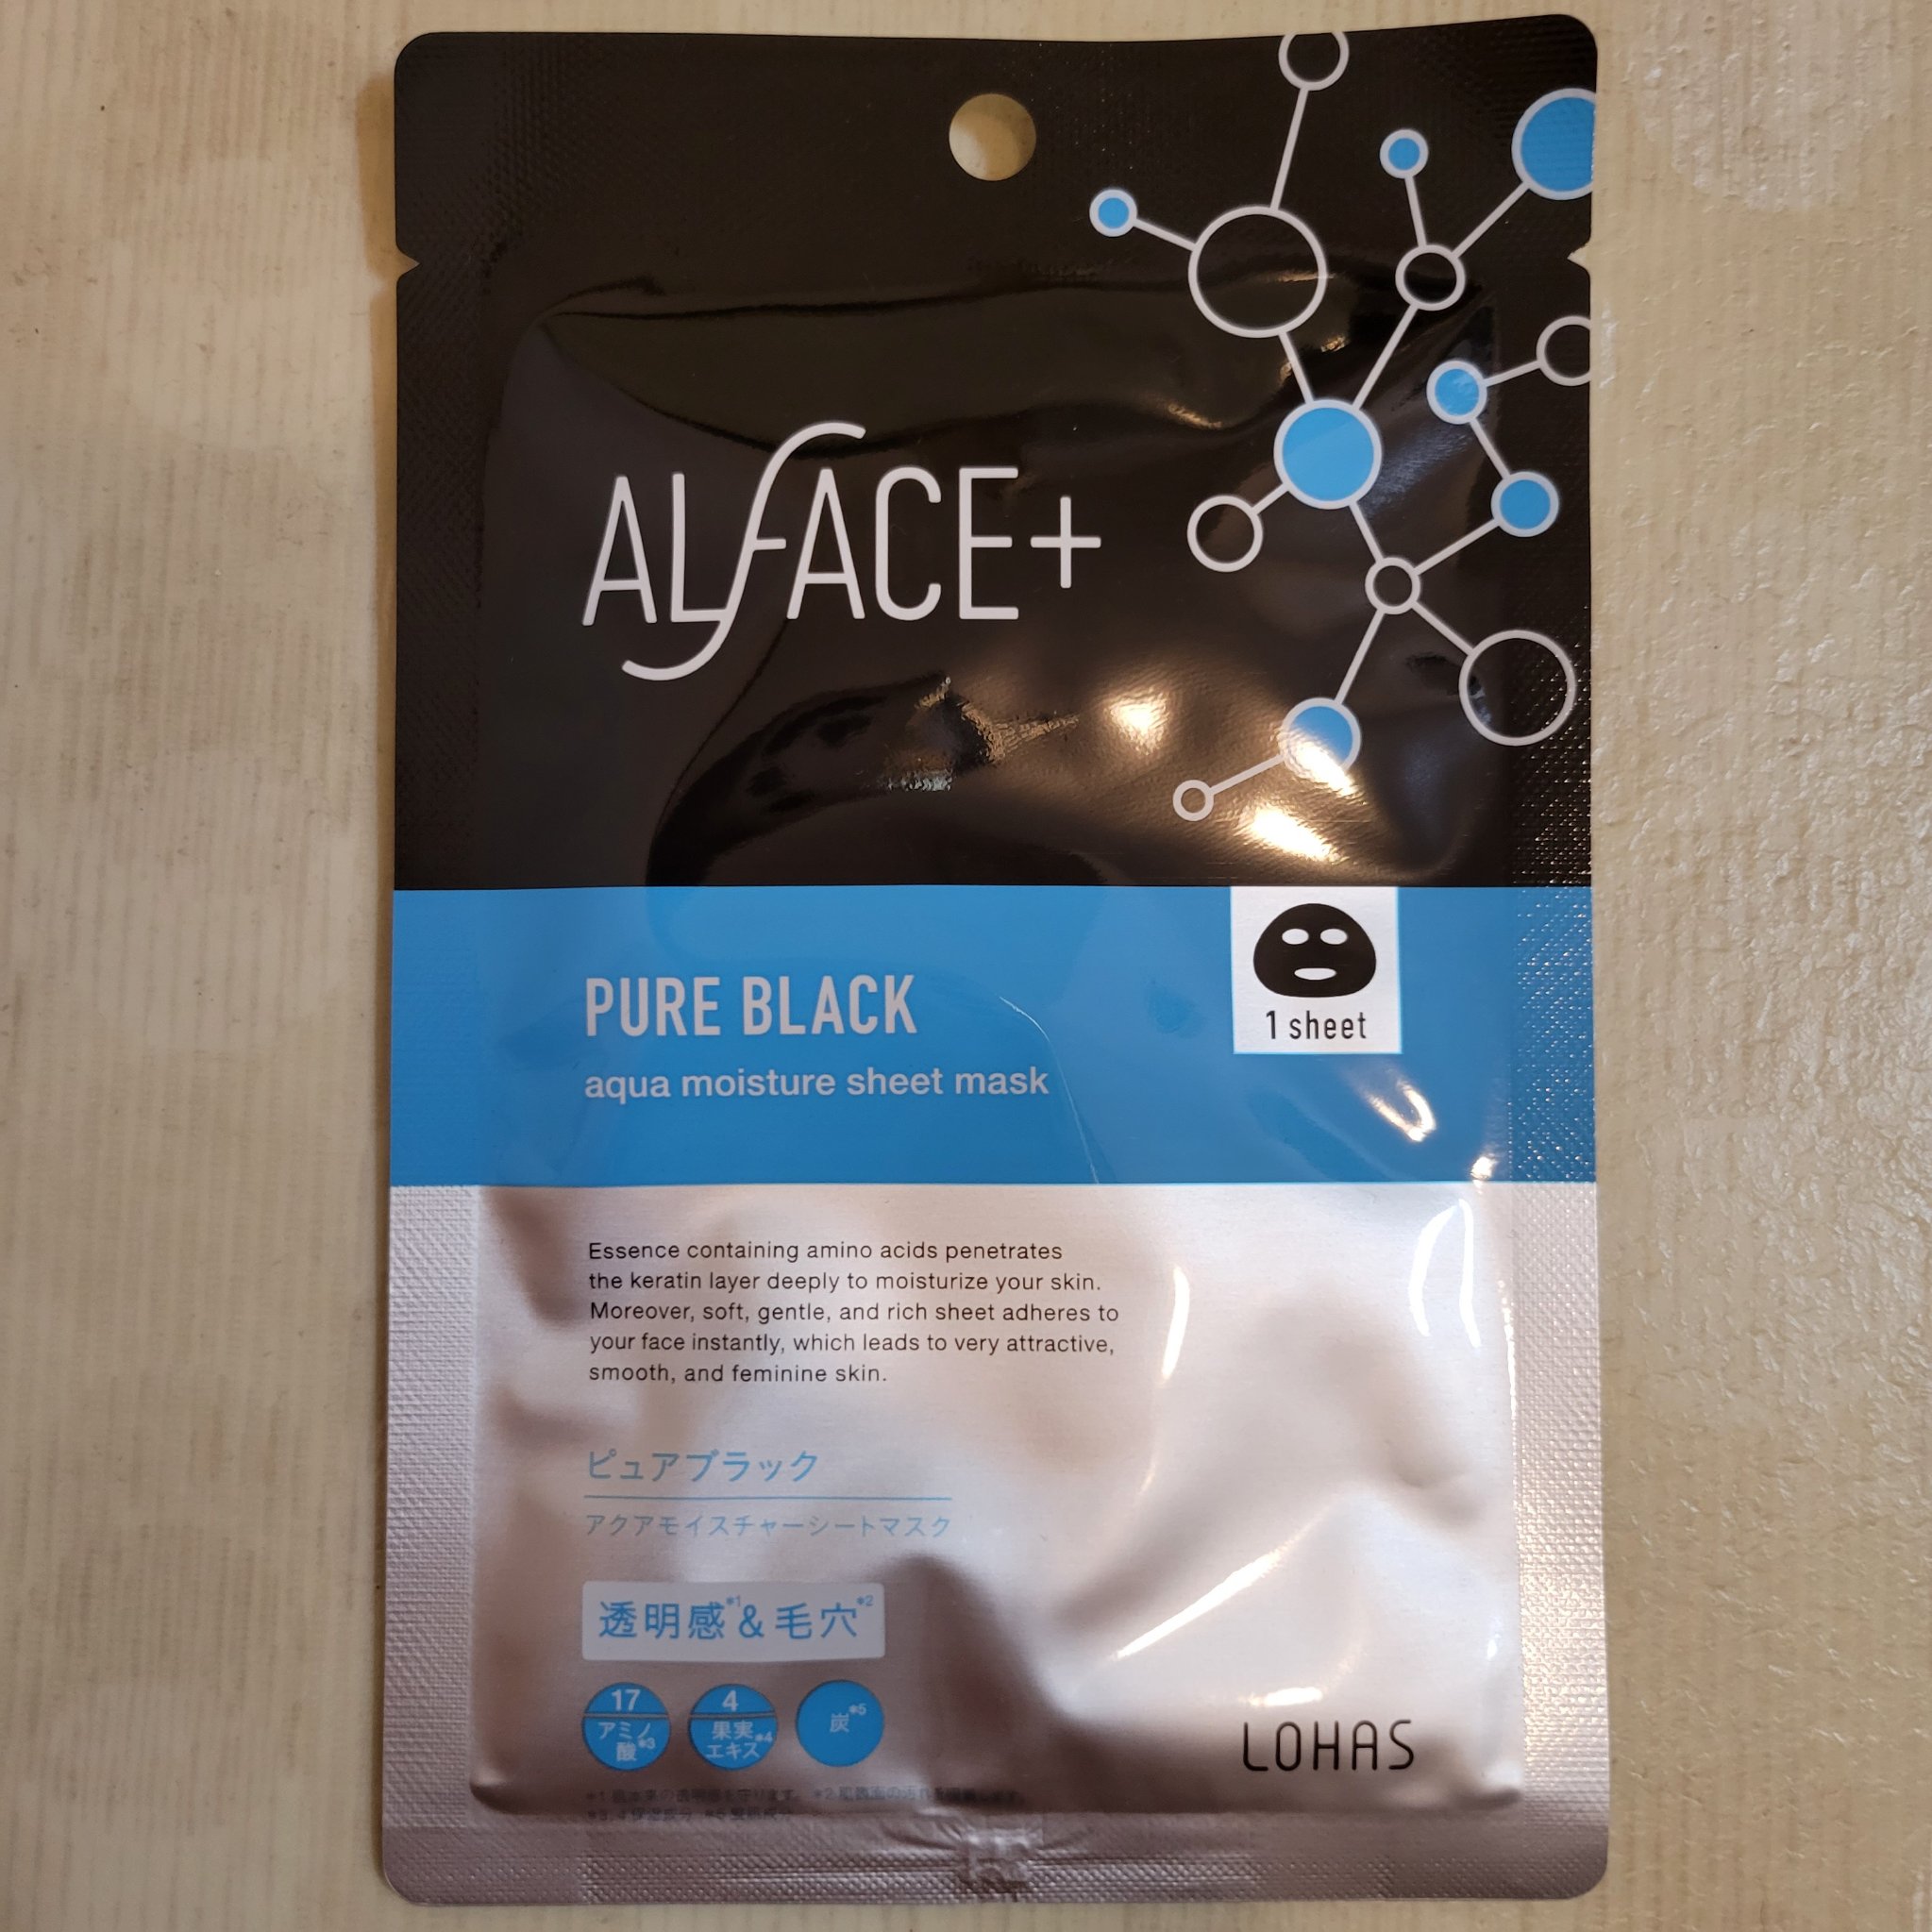 ALFACE+
PURE BLACK
aqua moisture sheet mask
1 sheet
Essence containing amino acids penetrates
the keratin layer deeply to moisturize your skin.
Moreover, soft, gentle, and rich sheet adheres to
your face instantly, which leads to very attractive,
smooth, and feminine skin.
ピュアブラック
アクアモイスチャーシートマスク
透明感*1&毛穴*2
17
アミノ
酸*3
4
果実*4
エキス
炭*5
LOHAS